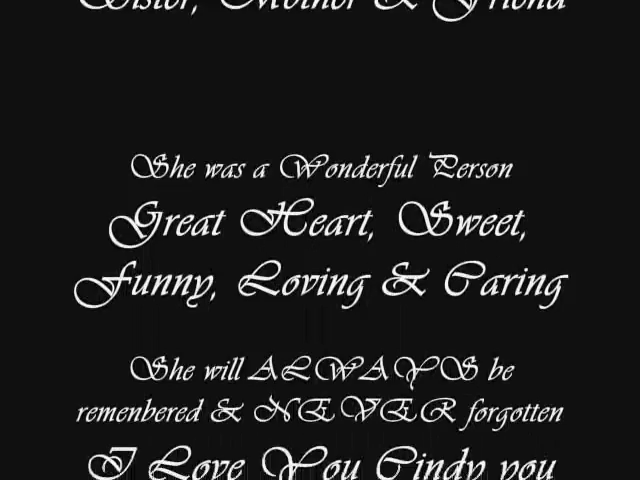 Sister, Mother & Friend
She was a Wonderful Person
Great Heart, Sweet,
Funny, Loving & Caring
She will ALWAYS be
remenbered & NEVER forgotten
I Love You Cindy you